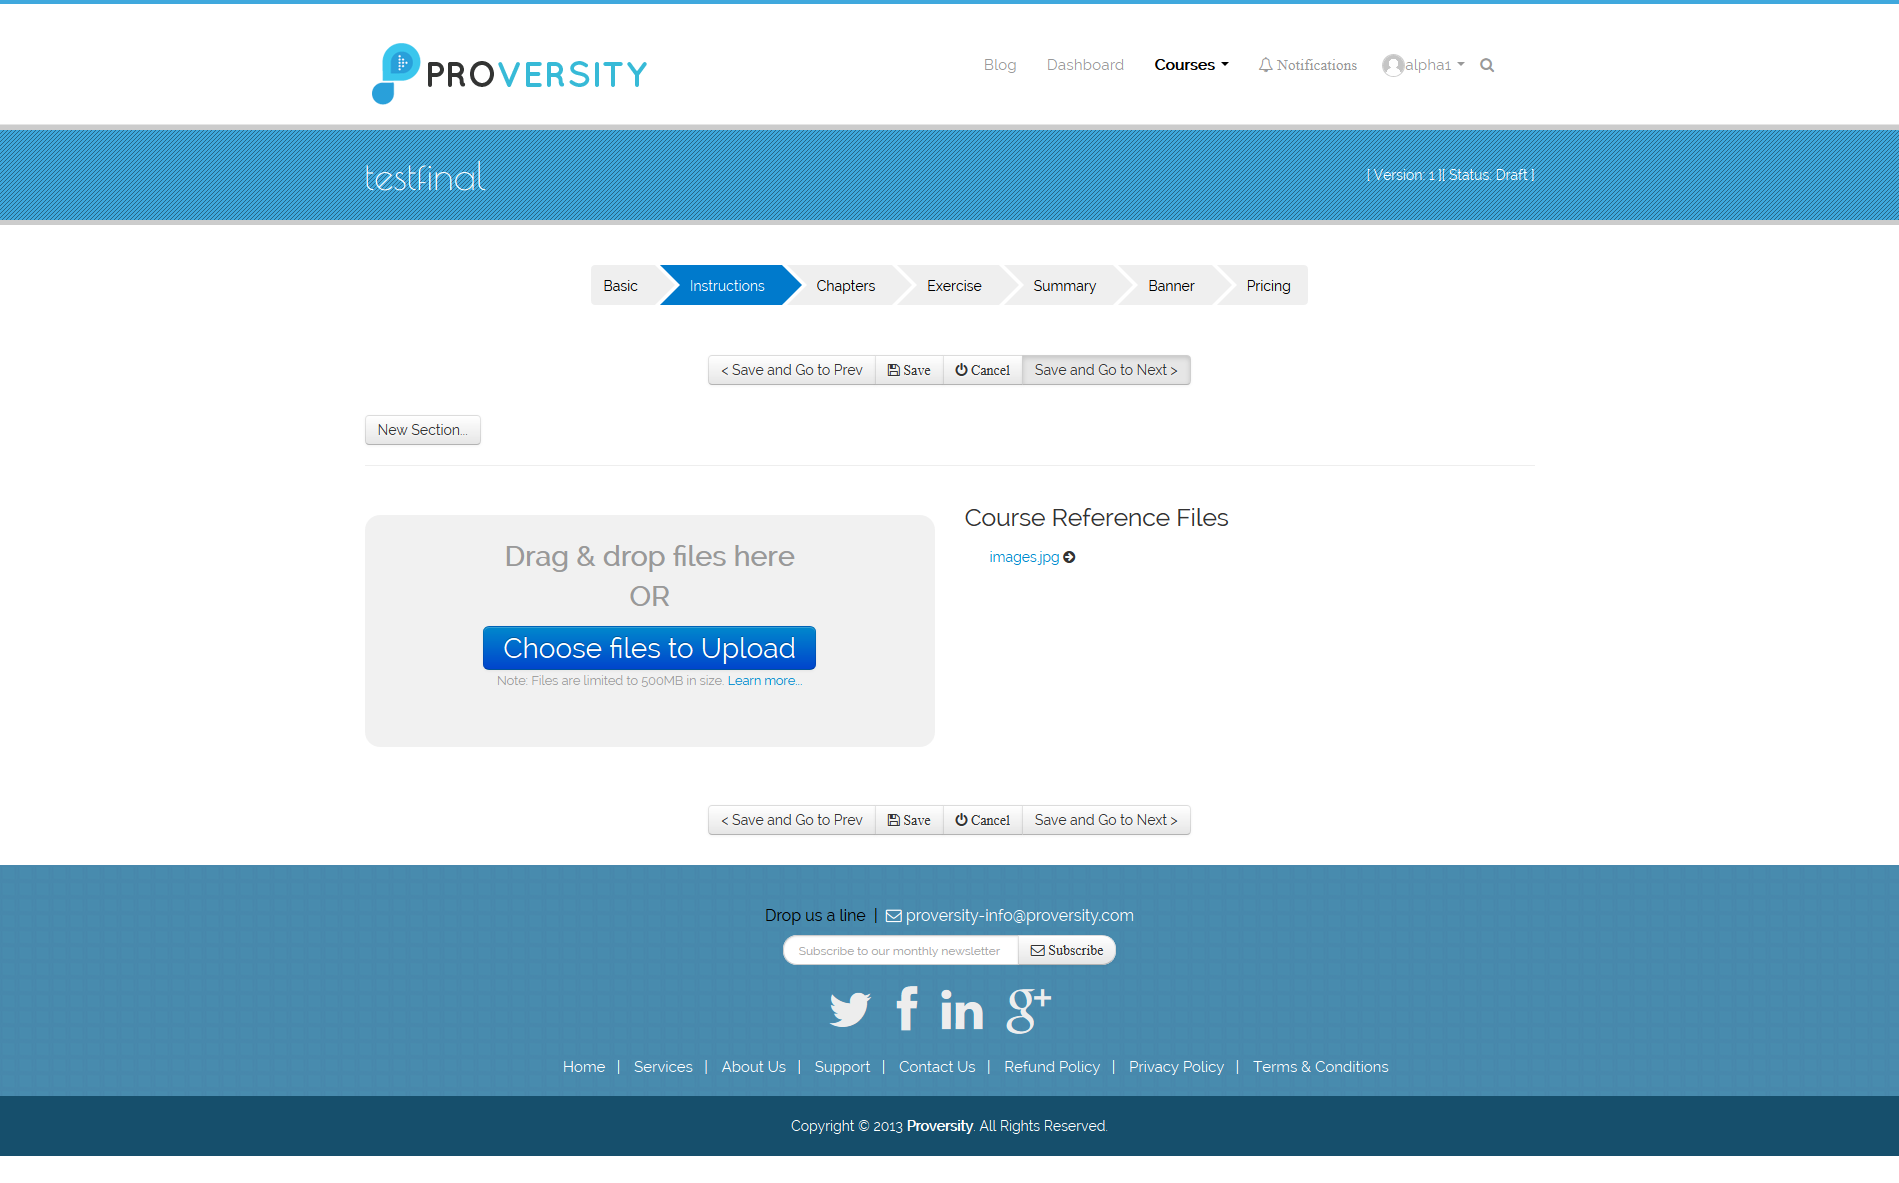 PROVERSITY
Blog Dashboard Courses Notifications alpha1
testfinal
[ Version: 1 ][ Status: Draft ]
Basic Instructions Chapters Exercise Summary Banner Pricing
< Save and Go to Prev Save Cancel Save and Go to Next >
New Section...
Drag & drop files here
OR
Choose files to Upload
Note: Files are limited to 500MB in size. Learn more...
Course Reference Files
images.jpg
< Save and Go to Prev Save Cancel Save and Go to Next >
Drop us a line | proversity-info@proversity.com
Subscribe to our monthly newsletter Subscribe
Home | Services | About Us | Support | Contact Us | Refund Policy | Privacy Policy | Terms & Conditions
Copyright © 2013 Proversity. All Rights Reserved.